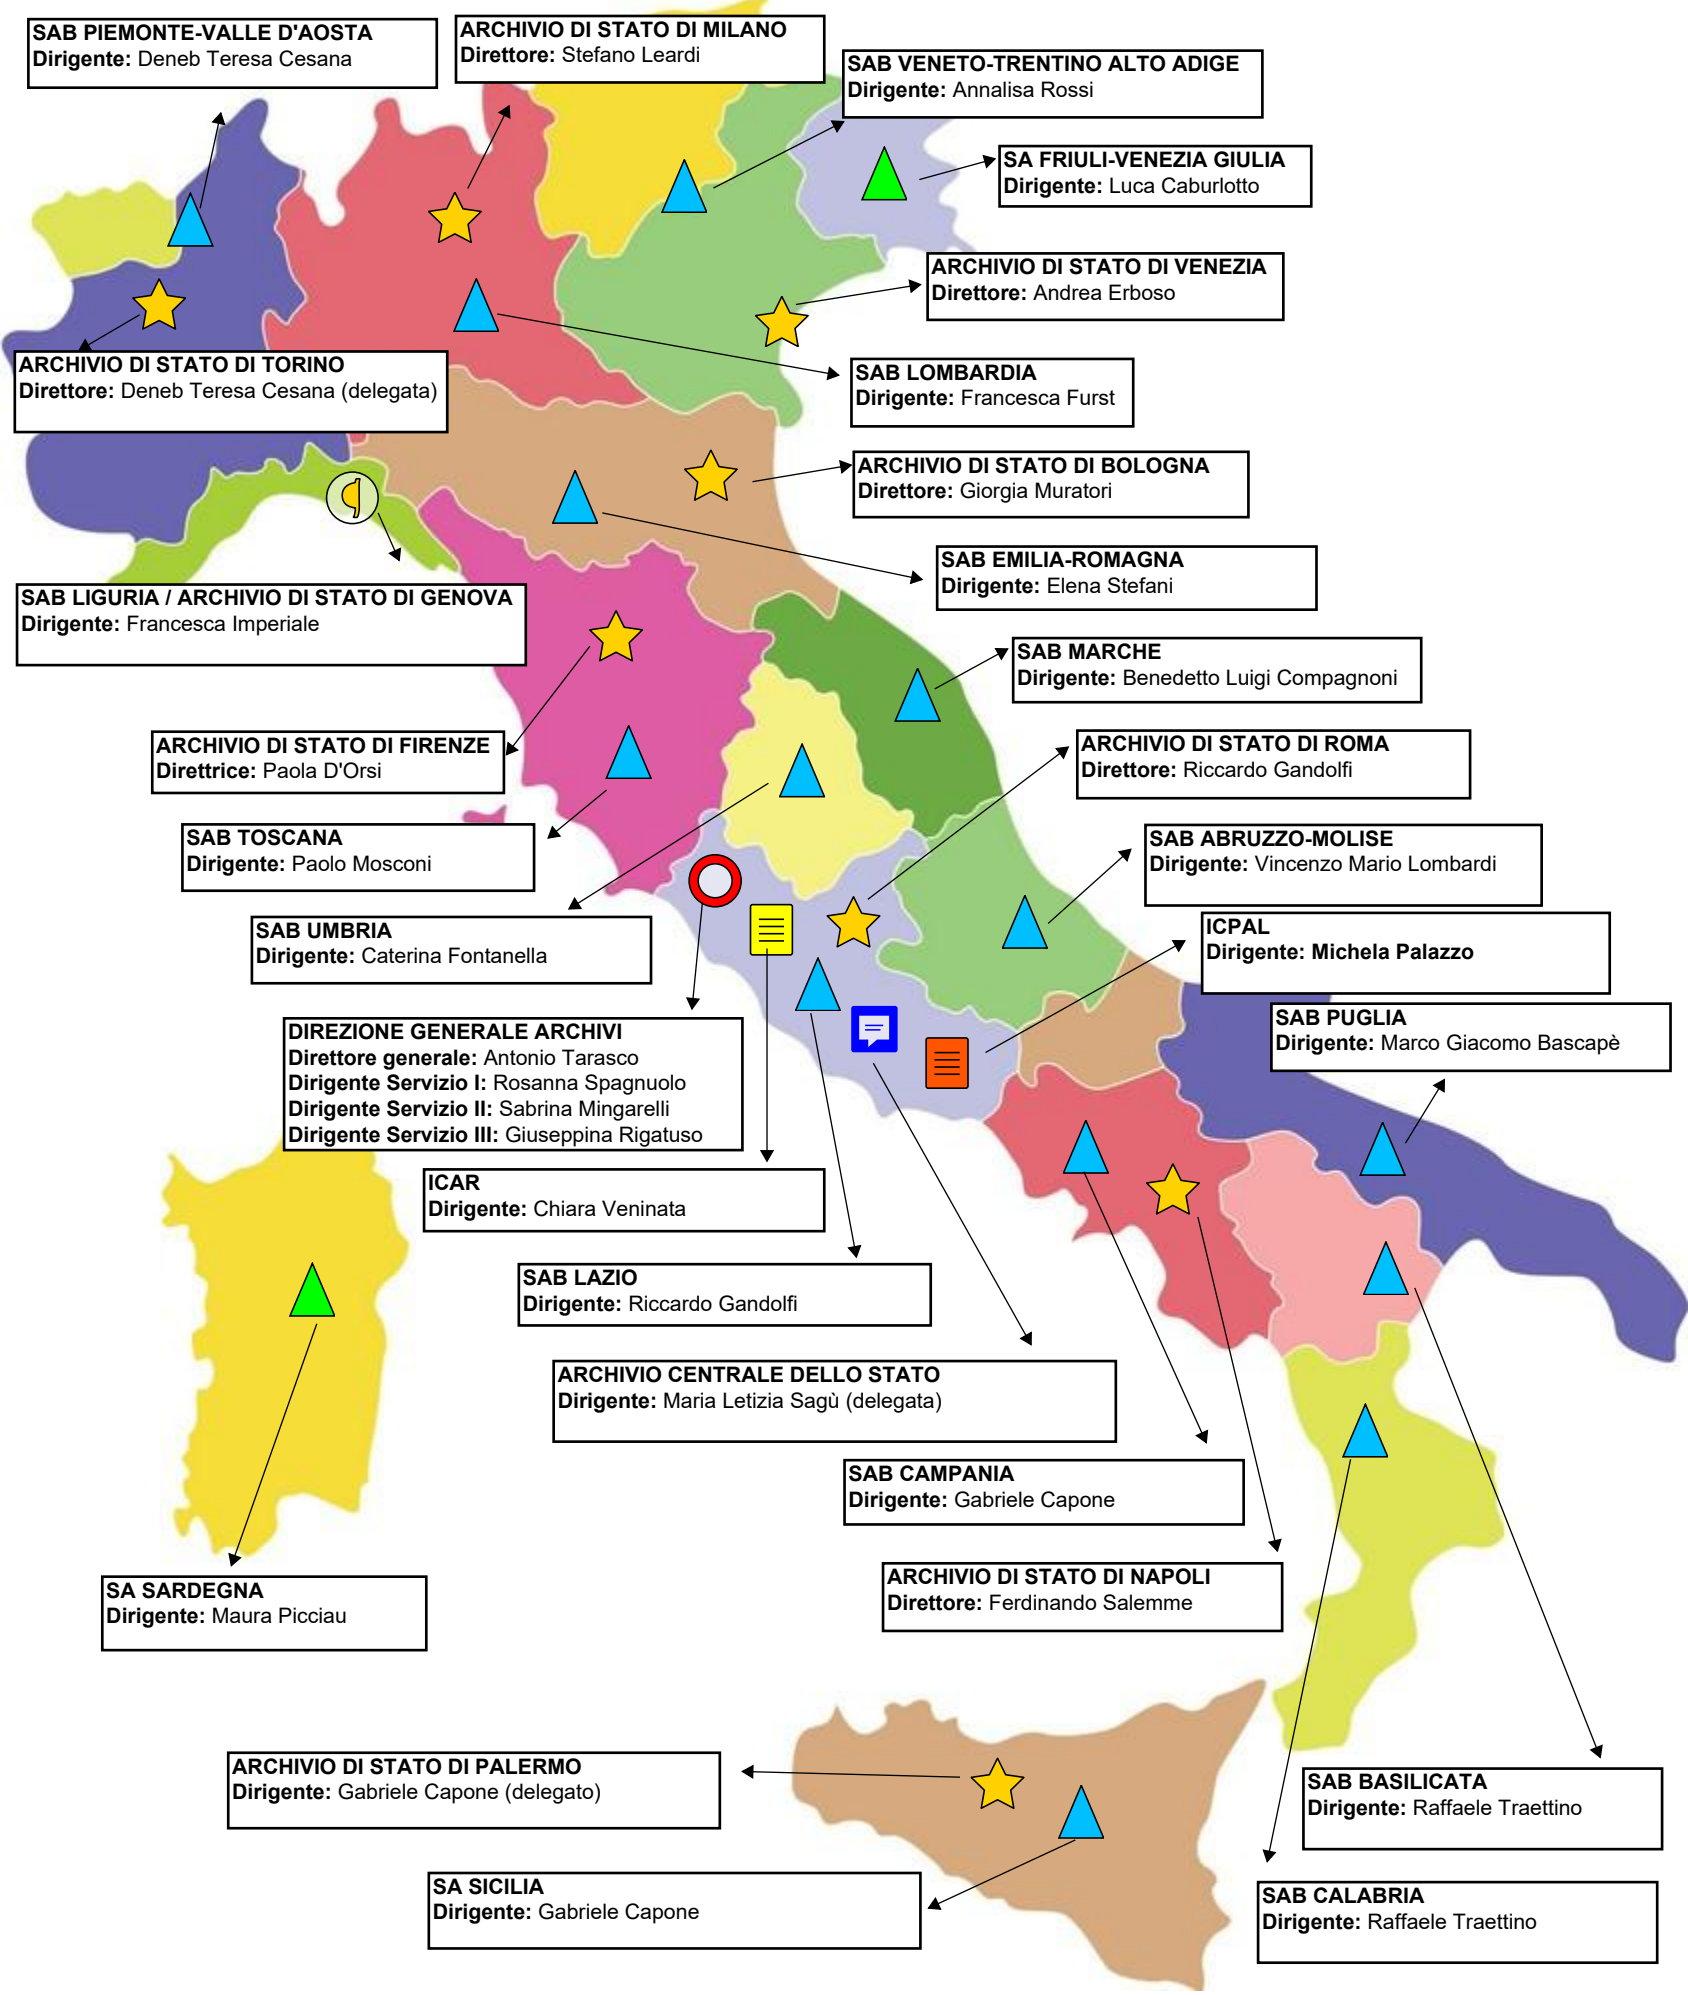 SAB PIEMONTE-VALLE D'AOSTA
Dirigente: Deneb Teresa Cesana
ARCHIVIO DI STATO DI MILANO
Direttore: Stefano Leardi
SAB VENETO-TRENTINO ALTO ADIGE
Dirigente: Annalisa Rossi
SA FRIULI-VENEZIA GIULIA
Dirigente: Luca Caburlotto
ARCHIVIO DI STATO DI VENEZIA
Direttore: Andrea Erboso
ARCHIVIO DI STATO DI TORINO
Direttore: Deneb Teresa Cesana (delegata)
SAB LOMBARDIA
Dirigente: Francesca Furst
ARCHIVIO DI STATO DI BOLOGNA
Direttore: Giorgia Muratori
SAB EMILIA-ROMAGNA
Dirigente: Elena Stefani
SAB LIGURIA / ARCHIVIO DI STATO DI GENOVA
Dirigente: Francesca Imperiale
SAB MARCHE
Dirigente: Benedetto Luigi Compagnoni
ARCHIVIO DI STATO DI FIRENZE
Direttrice: Paola D'Orsi
ARCHIVIO DI STATO DI ROMA
Direttore: Riccardo Gandolfi
SAB TOSCANA
Dirigente: Paolo Mosconi
SAB ABRUZZO-MOLISE
Dirigente: Vincenzo Mario Lombardi
SAB UMBRIA
Dirigente: Caterina Fontanella
ICPAL
Dirigente: Michela Palazzo
DIREZIONE GENERALE ARCHIVI
Direttore generale: Antonio Tarasco
Dirigente Servizio I: Rosanna Spagnuolo
Dirigente Servizio II: Sabrina Mingarelli
Dirigente Servizio III: Giuseppina Rigatuso
SAB PUGLIA
Dirigente: Marco Giacomo Bascapè
ICAR
Dirigente: Chiara Veninata
SAB LAZIO
Dirigente: Riccardo Gandolfi
ARCHIVIO CENTRALE DELLO STATO
Dirigente: Maria Letizia Sagù (delegata)
SAB CAMPANIA
Dirigente: Gabriele Capone
ARCHIVIO DI STATO DI NAPOLI
Direttore: Ferdinando Salemme
SA SARDEGNA
Dirigente: Maura Picciau
ARCHIVIO DI STATO DI PALERMO
Dirigente: Gabriele Capone (delegato)
SAB BASILICATA
Dirigente: Raffaele Traettino
SA SICILIA
Dirigente: Gabriele Capone
SAB CALABRIA
Dirigente: Raffaele Traettino